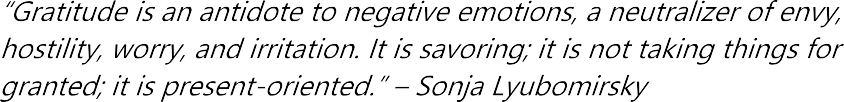 “Gratitude is an antidote to negative emotions, a neutralizer of envy,
hostility, worry, and irritation. It is savoring; it is not taking things for
granted; it is present-oriented.” – Sonja Lyubomirsky